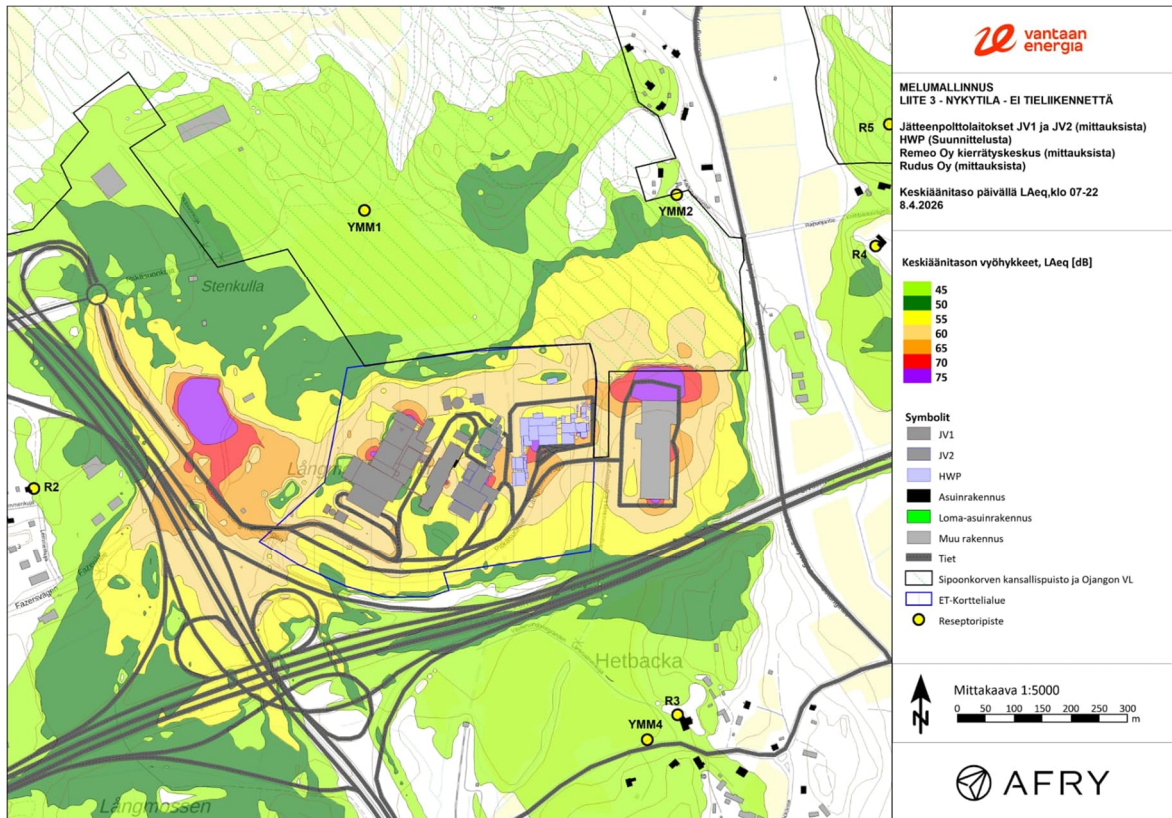 vantaan
energia
MELUMALLINNUS
LIITE 3 - NYKYTILA - EI TIELIIKENNETTÄ
Jätteenpolttolaitokset JV1 ja JV2 (mittauksista)
HWP (Suunnittelusta)
Remeo Oy kierrätyskeskus (mittauksista)
Rudus Oy (mittauksista)
Keskiäänitaso päivällä LAeq,klo 07-22
8.4.2026
Keskiäänitason vyöhykkeet, LAeq [dB]
45
50
55
60
65
70
75
Symbolit
JV1
JV2
HWP
Asuinrakennus
Loma-asuinrakennus
Muu rakennus
Tiet
Sipoonkorven kansallispuisto ja Ojangon VL
ET-Korttelialue
Reseptoripiste
N
Mittakaava 1:5000
0 50 100 150 200 250 300
m
AFRY
R5
YMM1
YMM2
R4
Stenkulla
R2
Fazersvägen
Hetbacka
R3
YMM4
Långmossen